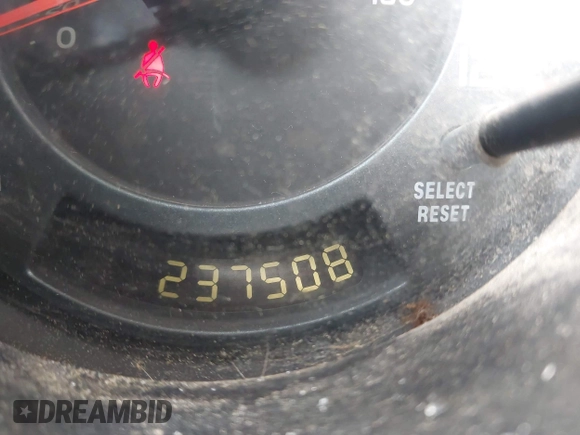 0
SELECT
RESET
237508
DREAMBID